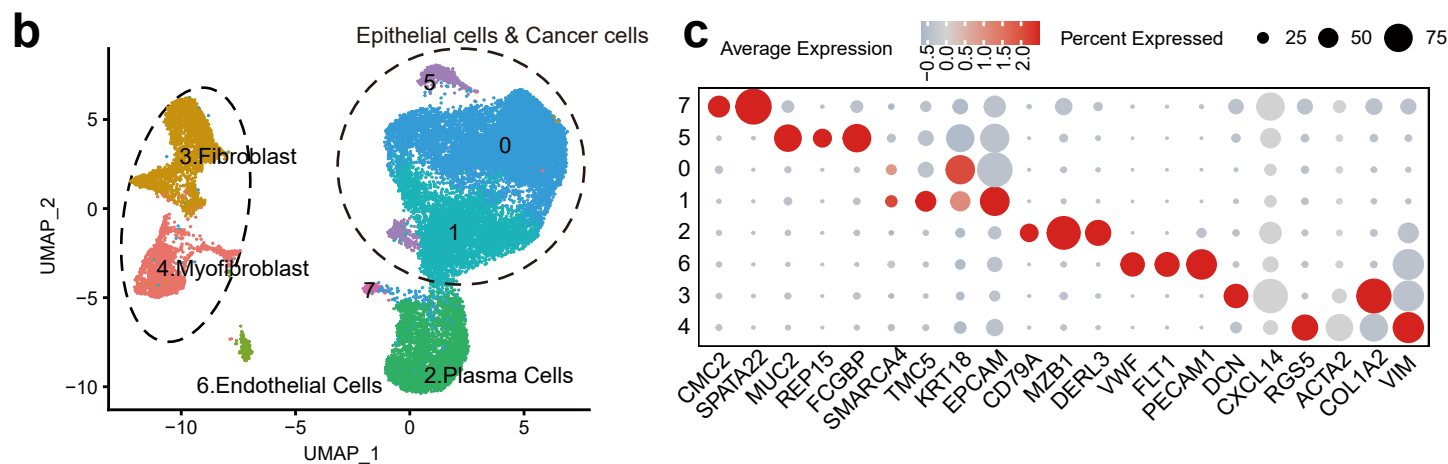 b
Epithelial cells & Cancer cells
5
0
3.Fibroblast
1
4.Myofibroblast
7
6.Endothelial Cells
2.Plasma Cells
UMAP_2
5
0
−5
−10
−10
−5
0
5
UMAP_1
c
Average Expression
−0.5
0.0
0.5
1.0
1.5
2.0
Percent Expressed
25
50
75
7
5
0
1
2
6
3
4
CMC2
SPATA22
MUC2
REP15
FCGBP
SMARCA4
TMC5
KRT18
EPCAM
CD79A
MZB1
DERL3
VWF
FLT1
PECAM1
DCN
CXCL14
RGS5
ACTA2
COL1A2
VIM